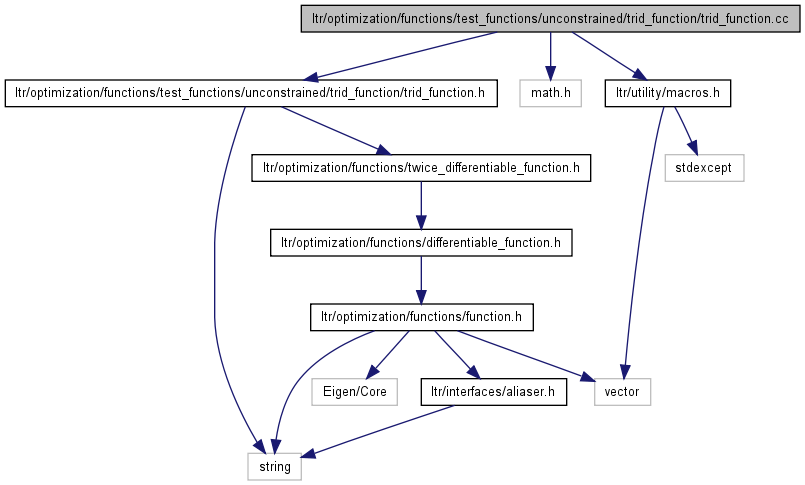 ltr/optimization/functions/test_functions/unconstrained/trid_function/trid_function.cc
ltr/optimization/functions/test_functions/unconstrained/trid_function/trid_function.h
math.h
ltr/utility/macros.h
ltr/optimization/functions/twice_differentiable_function.h
stdexcept
ltr/optimization/functions/differentiable_function.h
ltr/optimization/functions/function.h
Eigen/Core
ltr/interfaces/aliaser.h
vector
string